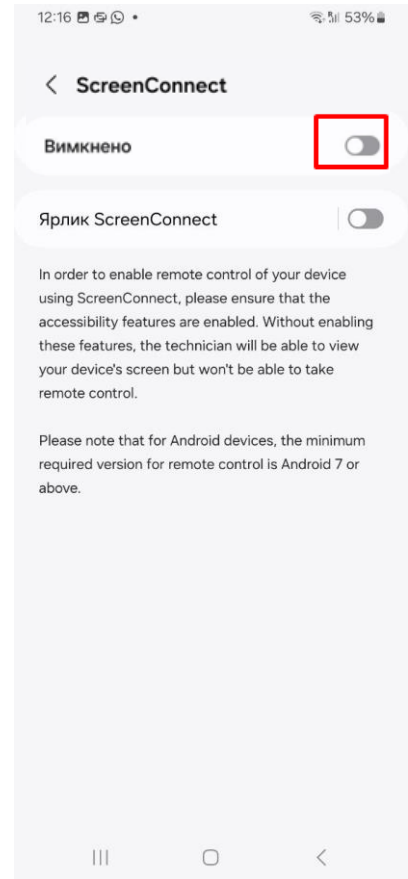 12:16
53%
ScreenConnect
Вимкнено
Ярлик ScreenConnect
In order to enable remote control of your device
using ScreenConnect, please ensure that the
accessibility features are enabled. Without enabling
these features, the technician will be able to view
your device's screen but won't be able to take
remote control.
Please note that for Android devices, the minimum
required version for remote control is Android 7 or
above.